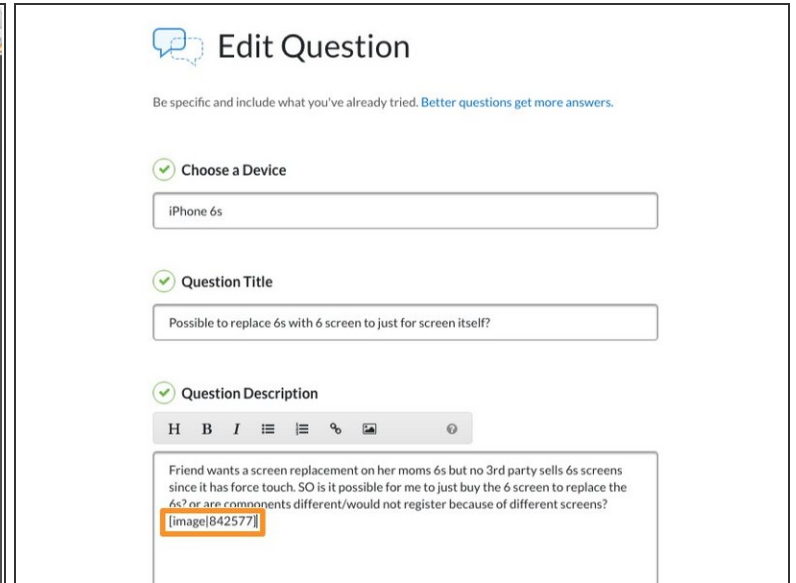 Edit Question
Be specific and include what you've already tried. Better questions get more answers.
Choose a Device
iPhone 6s
Question Title
Possible to replace 6s with 6 screen to just for screen itself?
Question Description
H B I
Friend wants a screen replacement on her moms 6s but no 3rd party sells 6s screens
since it has force touch. SO is it possible for me to just buy the 6 screen to replace the
6s? or are components different/would not register because of different screens?
[image|842577]